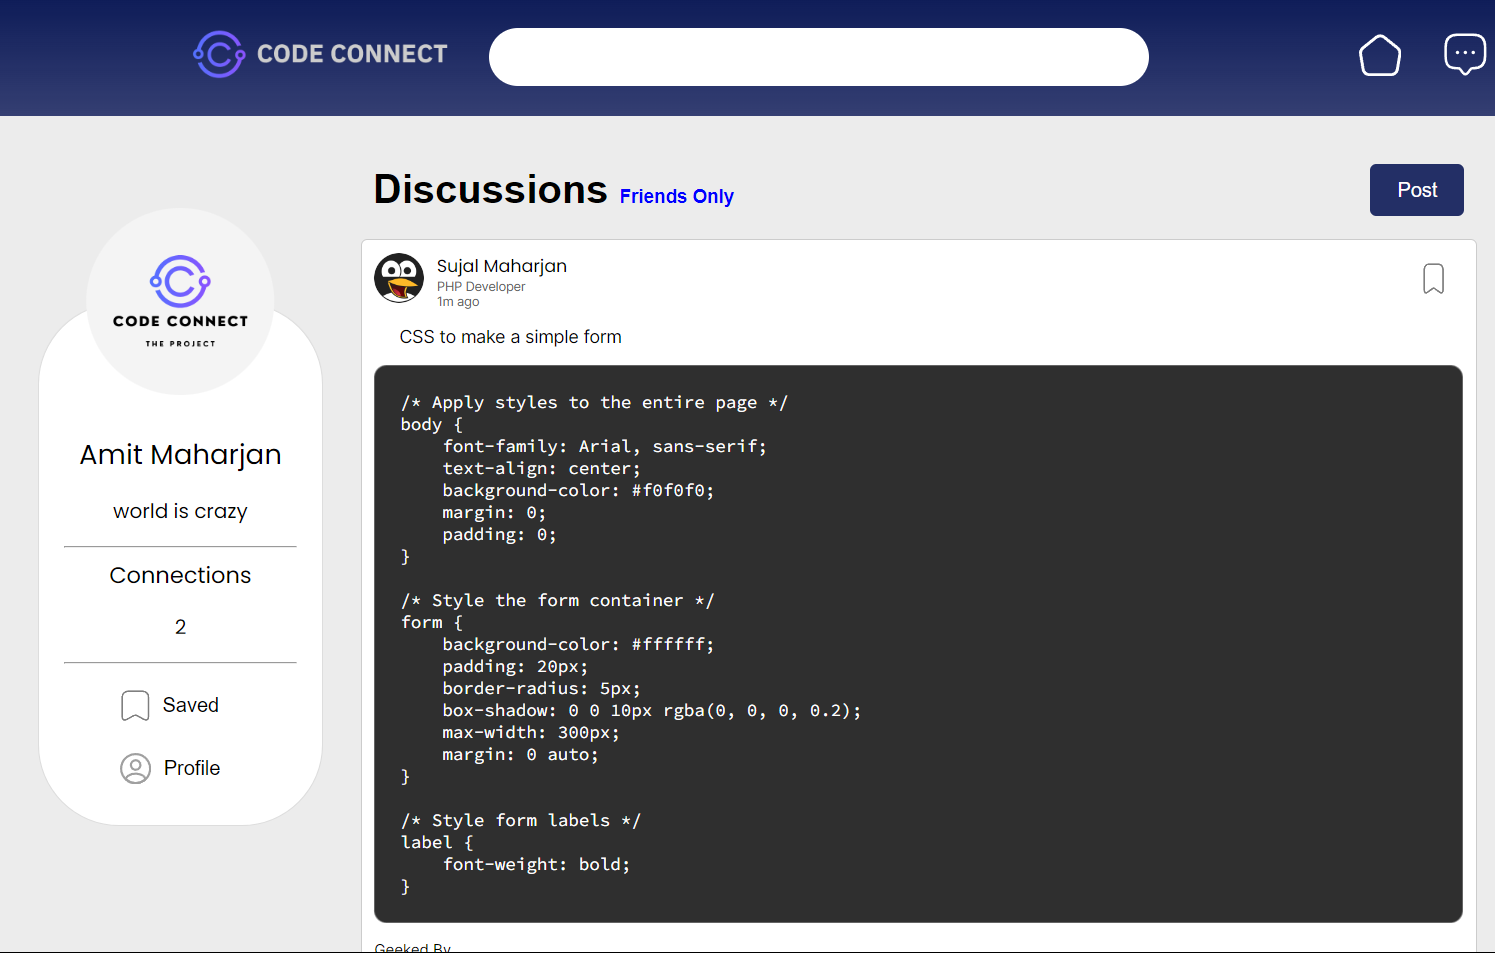 CODE CONNECT
Discussions Friends Only
Post
CODE CONNECT
THE PROJECT
Amit Maharjan
world is crazy
Connections
2
Saved
Profile
Sujal Maharjan
PHP Developer
1m ago
CSS to make a simple form
/* Apply styles to the entire page */
body {
    font-family: Arial, sans-serif;
    text-align: center;
    background-color: #f0f0f0;
    margin: 0;
    padding: 0;
}

/* Style the form container */
form {
    background-color: #ffffff;
    padding: 20px;
    border-radius: 5px;
    box-shadow: 0 0 10px rgba(0, 0, 0, 0.2);
    max-width: 300px;
    margin: 0 auto;
}

/* Style form labels */
label {
    font-weight: bold;
}
Geeked By